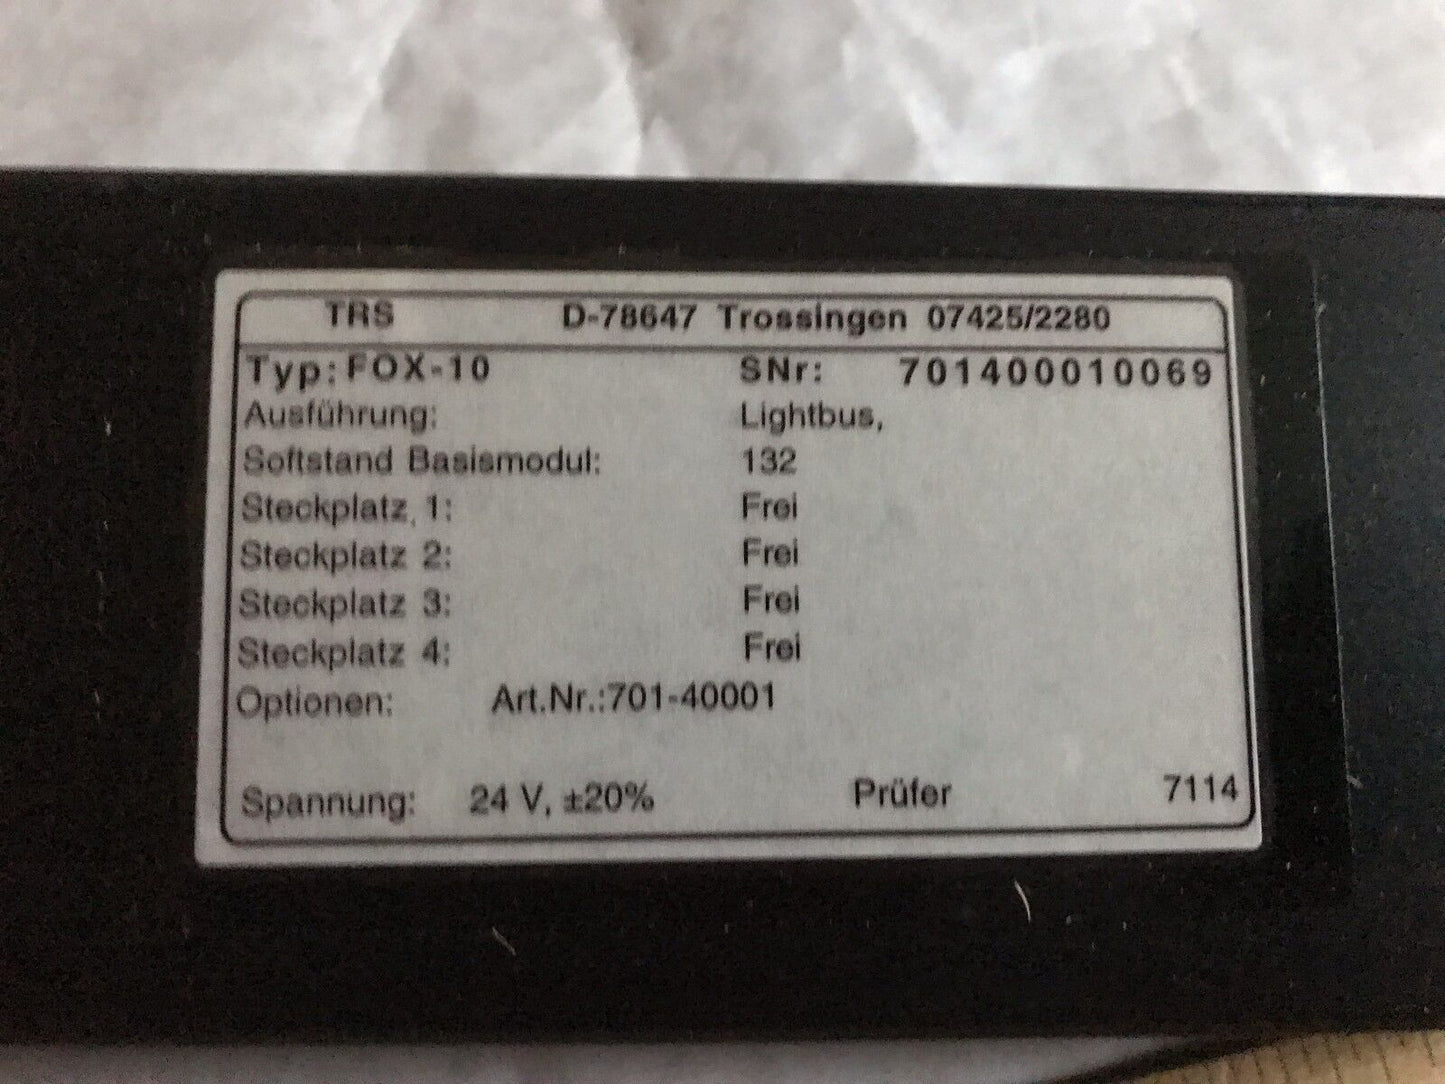 TRS D-78647 Trossingen 07425/2280
Typ: FOX-10 SNr: 701400010069
Ausführung: Lightbus,
Softstand Basismodul: 132
Steckplatz 1: Frei
Steckplatz 2: Frei
Steckplatz 3: Frei
Steckplatz 4: Frei
Optionen: Art.Nr.:701-40001
Spannung: 24 V, ±20% Prüfer 7114